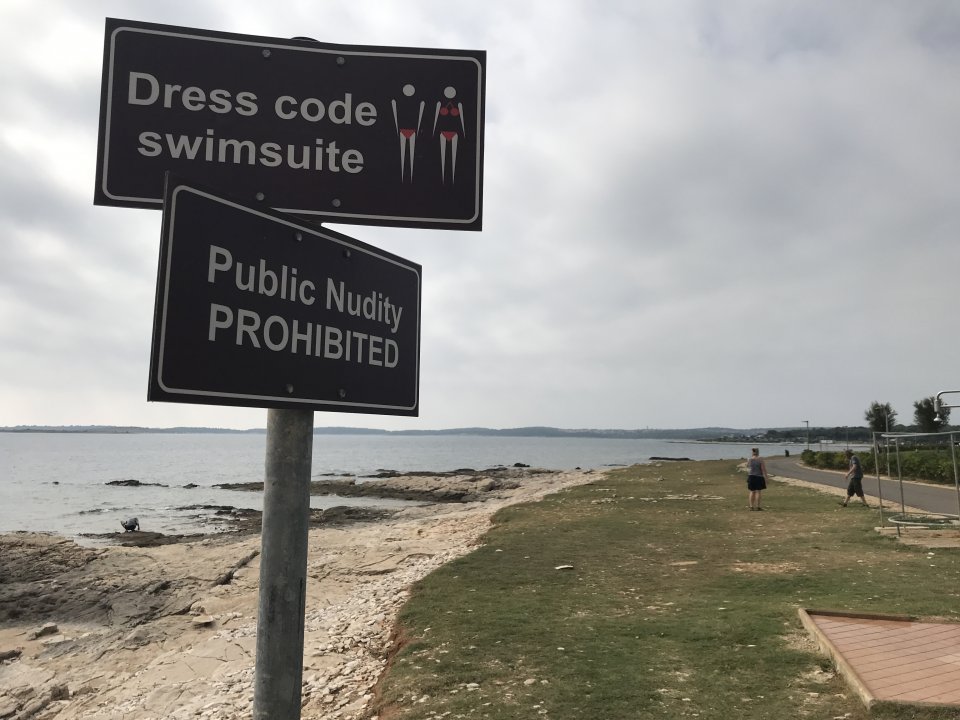 Dress code
swimsuite
Public Nudity
PROHIBITED